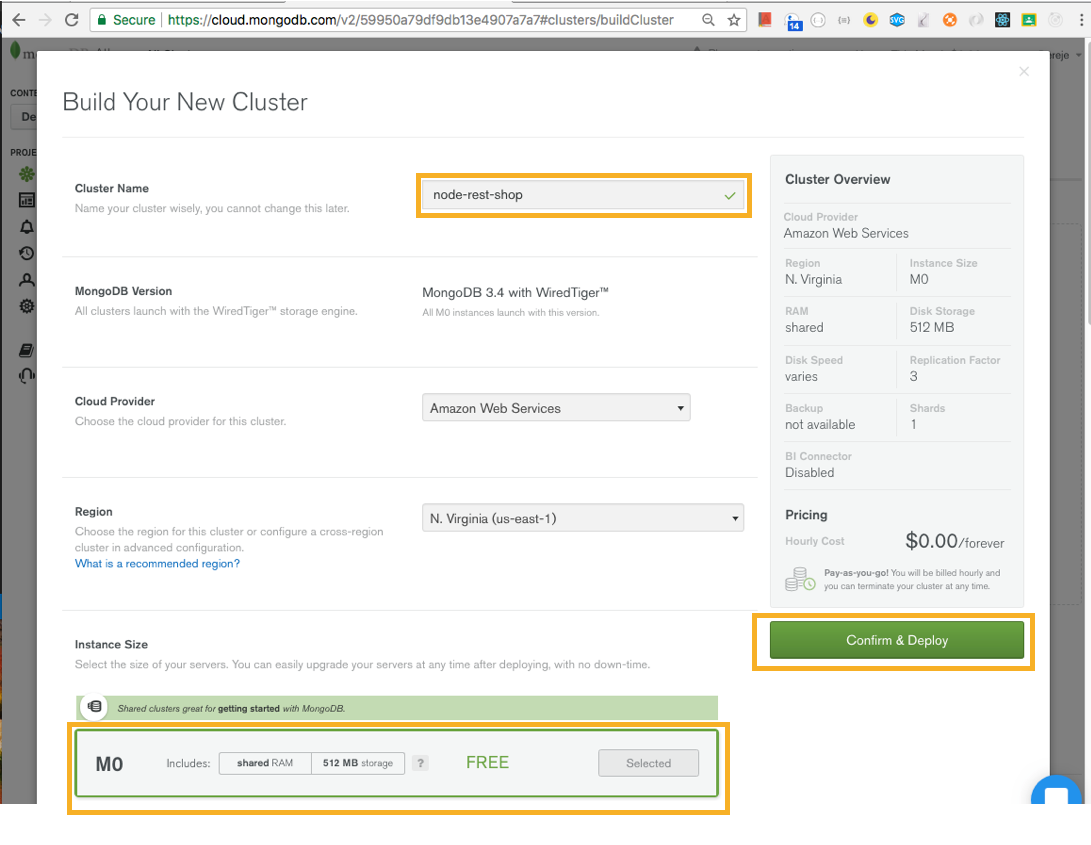 Secure https://cloud.mongodb.com/v2/59950a79df9db13e4907a7a7#clusters/buildCluster
14
SVG
CONTE
De
PROJE
reje
Build Your New Cluster
Cluster Name
Name your cluster wisely, you cannot change this later.
node-rest-shop
MongoDB Version
All clusters launch with the WiredTiger™ storage engine.
MongoDB 3.4 with WiredTiger™
All M0 instances launch with this version.
Cloud Provider
Choose the cloud provider for this cluster.
Amazon Web Services
Region
Choose the region for this cluster or configure a cross-region
cluster in advanced configuration.
What is a recommended region?
N. Virginia (us-east-1)
Instance Size
Select the size of your servers. You can easily upgrade your servers at any time after deploying, with no down-time.
Shared clusters great for getting started with MongoDB.
M0 Includes: shared RAM 512 MB storage ? FREE Selected
Cluster Overview
Cloud Provider
Amazon Web Services
Region Instance Size
N. Virginia M0
RAM Disk Storage
shared 512 MB
Disk Speed Replication Factor
varies 3
Backup Shards
not available 1
BI Connector
Disabled
Pricing
Hourly Cost $0.00/forever
Pay-as-you-go! You will be billed hourly and
you can terminate your cluster at any time.
Confirm & Deploy